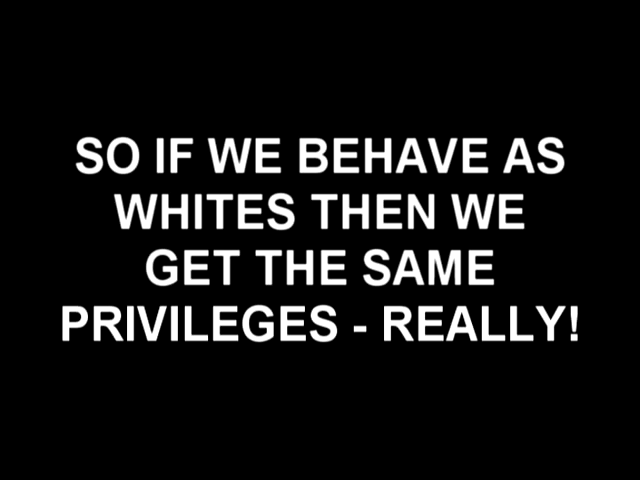 SO IF WE BEHAVE AS
WHITES THEN WE
GET THE SAME
PRIVILEGES - REALLY!